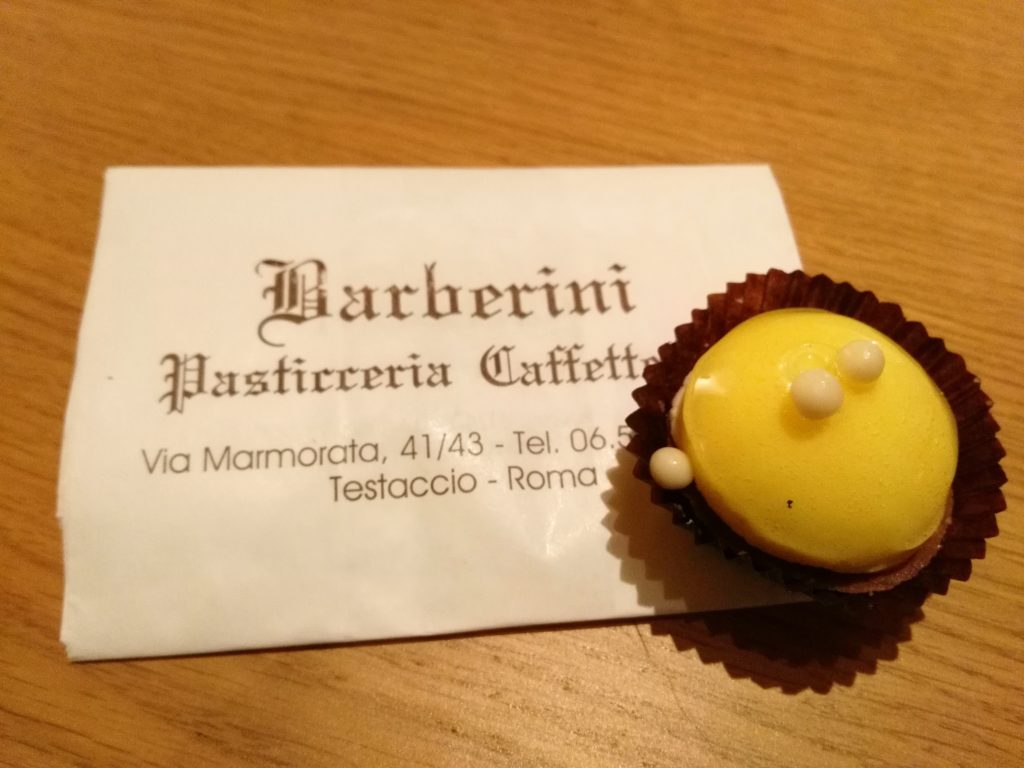 Barberini
Pasticceria Caffette
Via Marmorata, 41/43 - Tel. 06.5
Testaccio - Roma